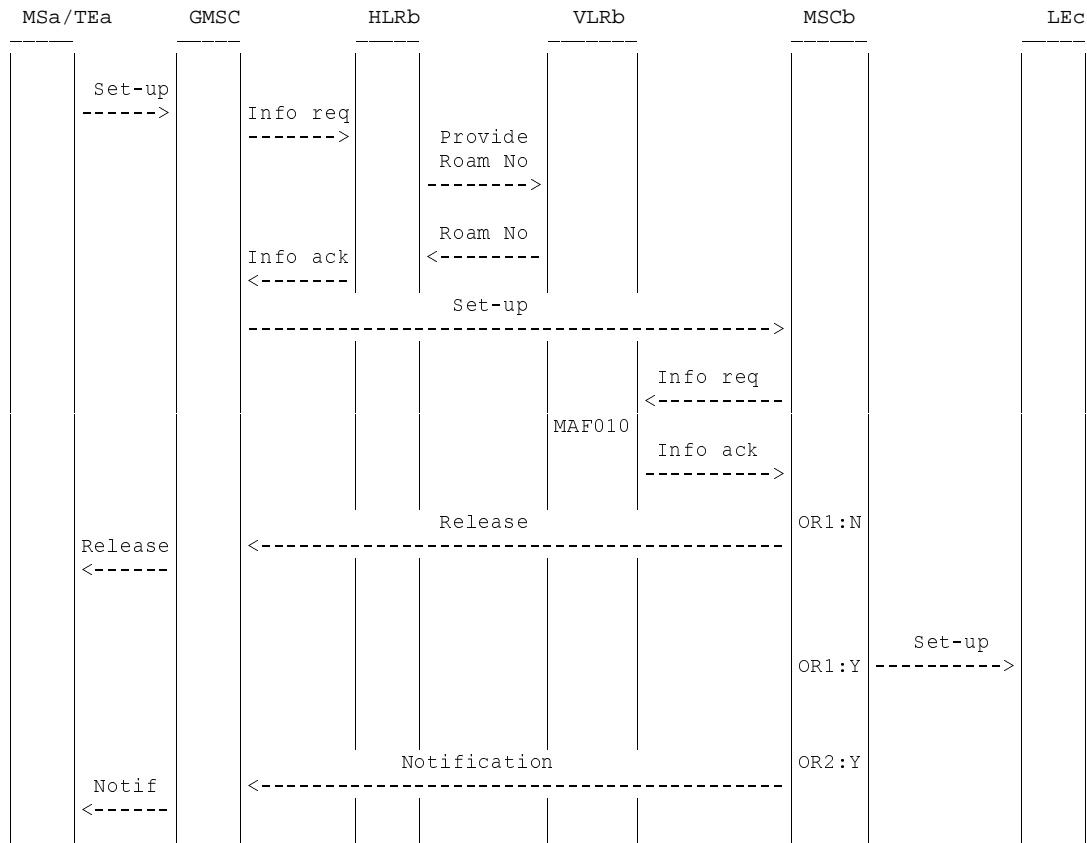 MSa/TEa GMSC HLRb VLRb MSCb LEc
Set-up
Info req
Provide
Roam No
Roam No
Info ack
Set-up
Info req
MAF010
Info ack
Release OR1:N
Release
Set-up
OR1:Y
Notification OR2:Y
Notif